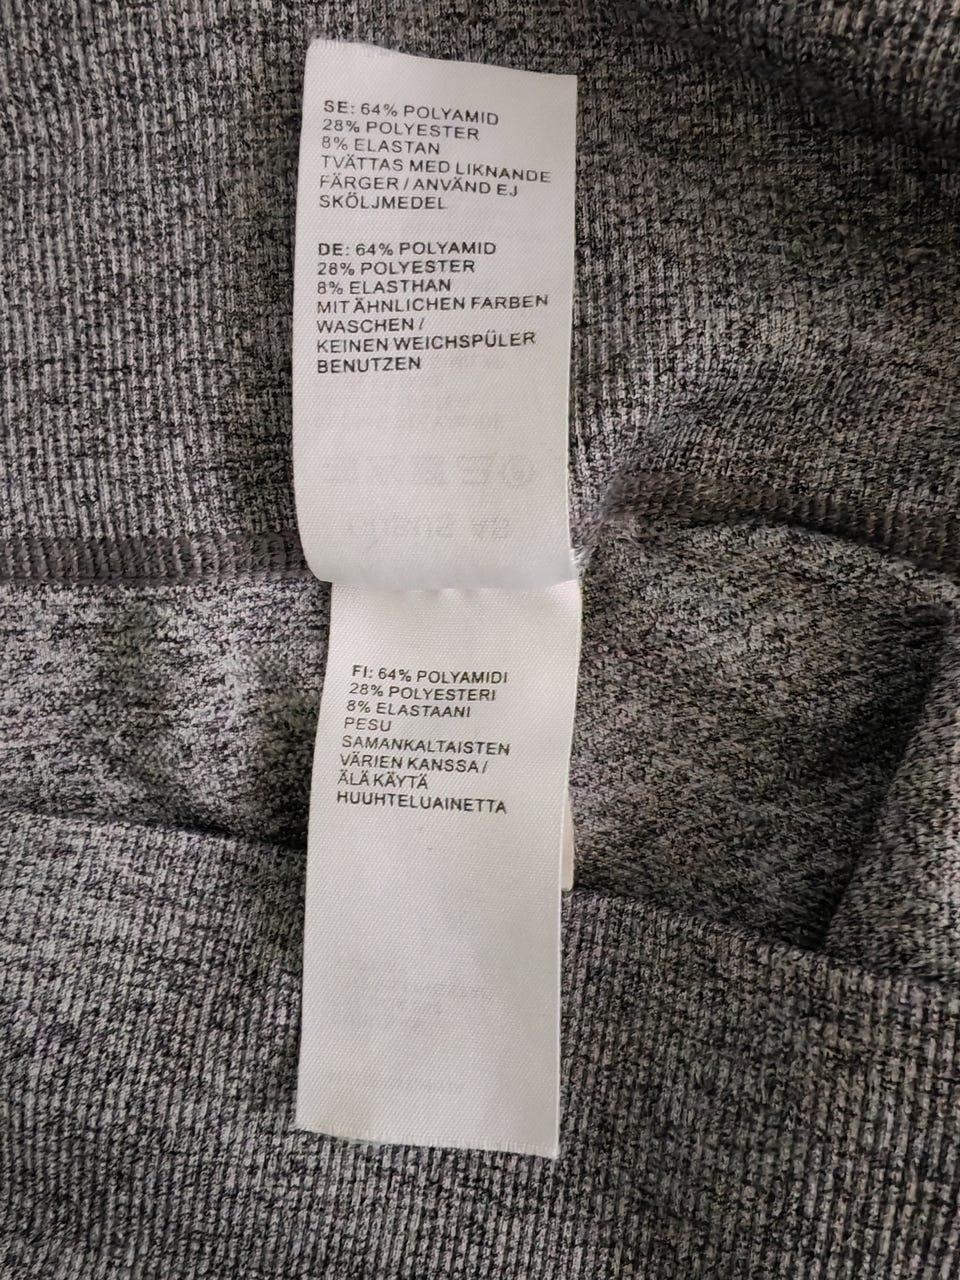 SE: 64% POLYAMID
28% POLYESTER
8% ELASTAN
TVÄTTAS MED LIKNANDE
FÄRGER / ANVÄND EJ
SKÖLJMEDEL
DE: 64% POLYAMID
28% POLYESTER
8% ELASTHAN
MIT ÄHNLICHEN FARBEN
WASCHEN /
KEINEN WEICHSPÜLER
BENUTZEN
FI: 64% POLYAMIDI
28% POLYESTERI
8% ELASTAANI
PESU
SAMANKALTAISTEN
VÄRIEN KANSSA /
ÄLÄ KÄYTÄ
HUUHTELUAINETTA